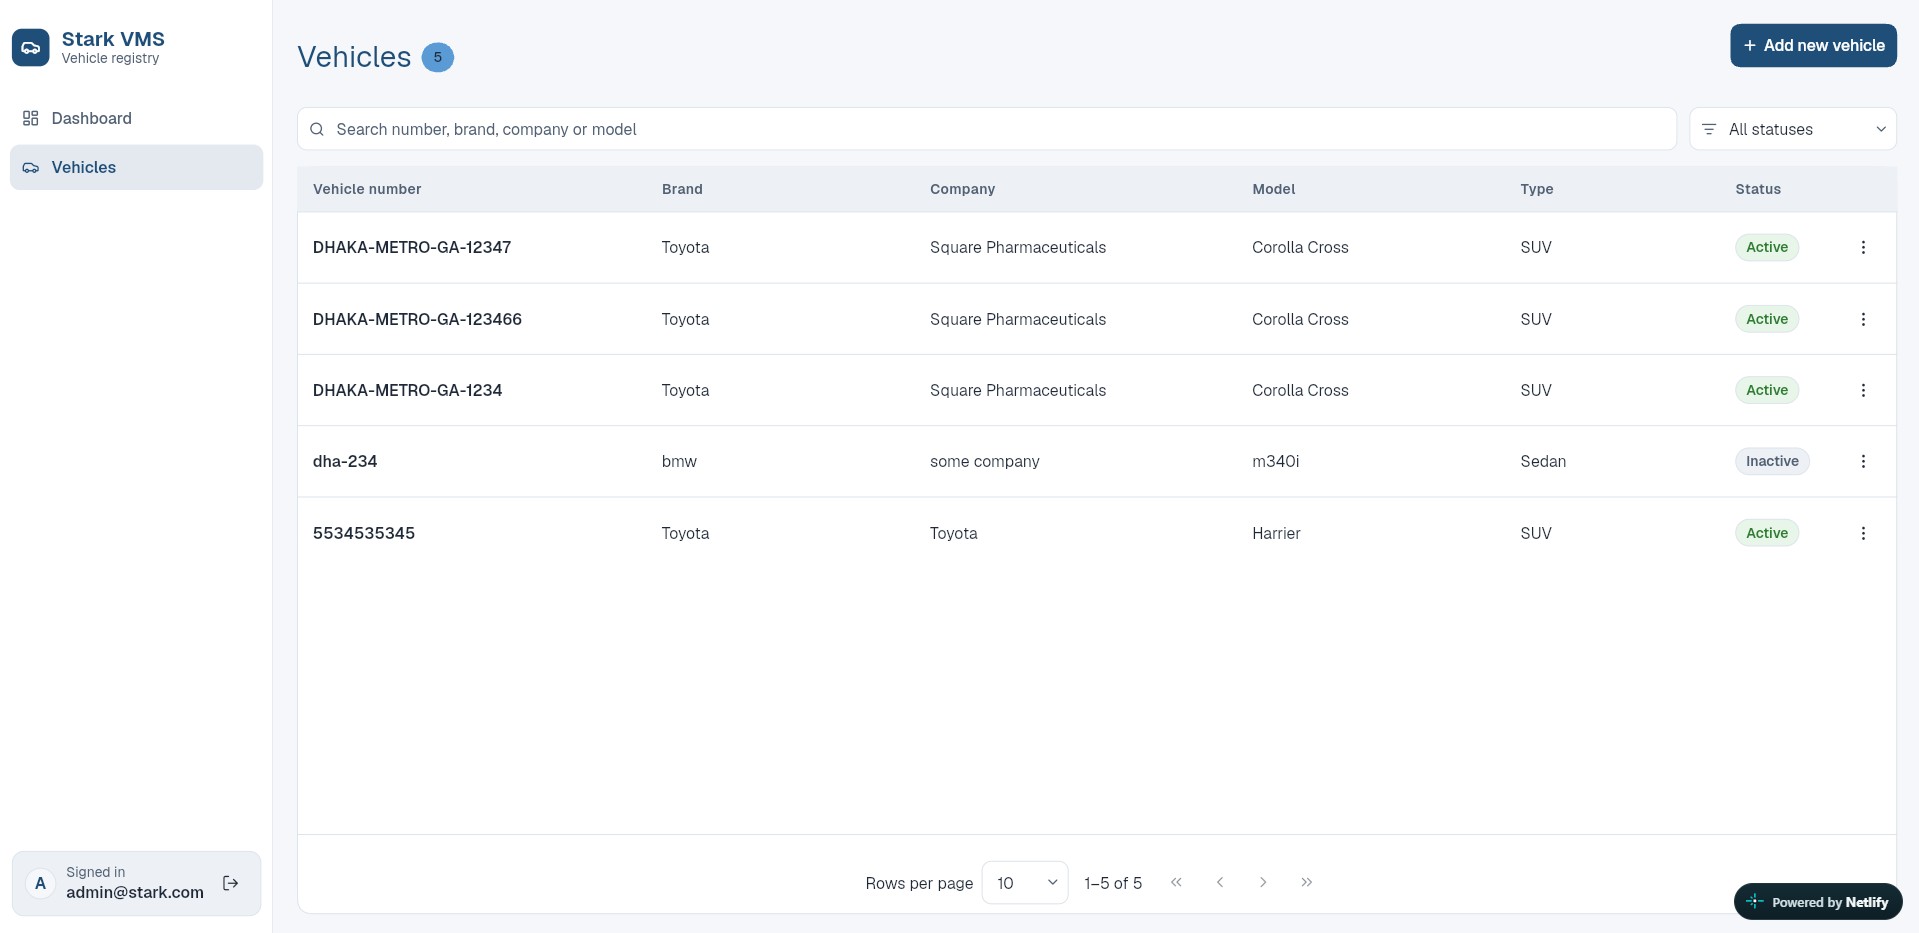 Stark VMS
Vehicle registry
Dashboard
Vehicles
Signed in
A admin@stark.com
Vehicles 5
+ Add new vehicle
Search number, brand, company or model
All statuses
Vehicle number Brand Company Model Type Status
DHAKA-METRO-GA-12347 Toyota Square Pharmaceuticals Corolla Cross SUV Active
DHAKA-METRO-GA-123466 Toyota Square Pharmaceuticals Corolla Cross SUV Active
DHAKA-METRO-GA-1234 Toyota Square Pharmaceuticals Corolla Cross SUV Active
dha-234 bmw some company m340i Sedan Inactive
5534535345 Toyota Toyota Harrier SUV Active
Rows per page 10 1–5 of 5
Powered by Netlify